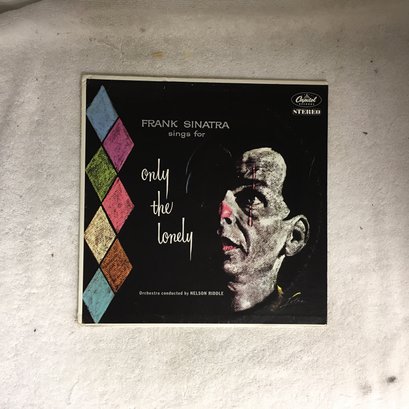 FRANK SINATRA
sings for
only
the
lonely
Orchestra conducted by NELSON RIDDLE
Capitol
STEREO